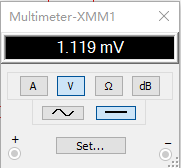 Multimeter-XMM1
1.119 mV
A V Ω dB
+ Set... −